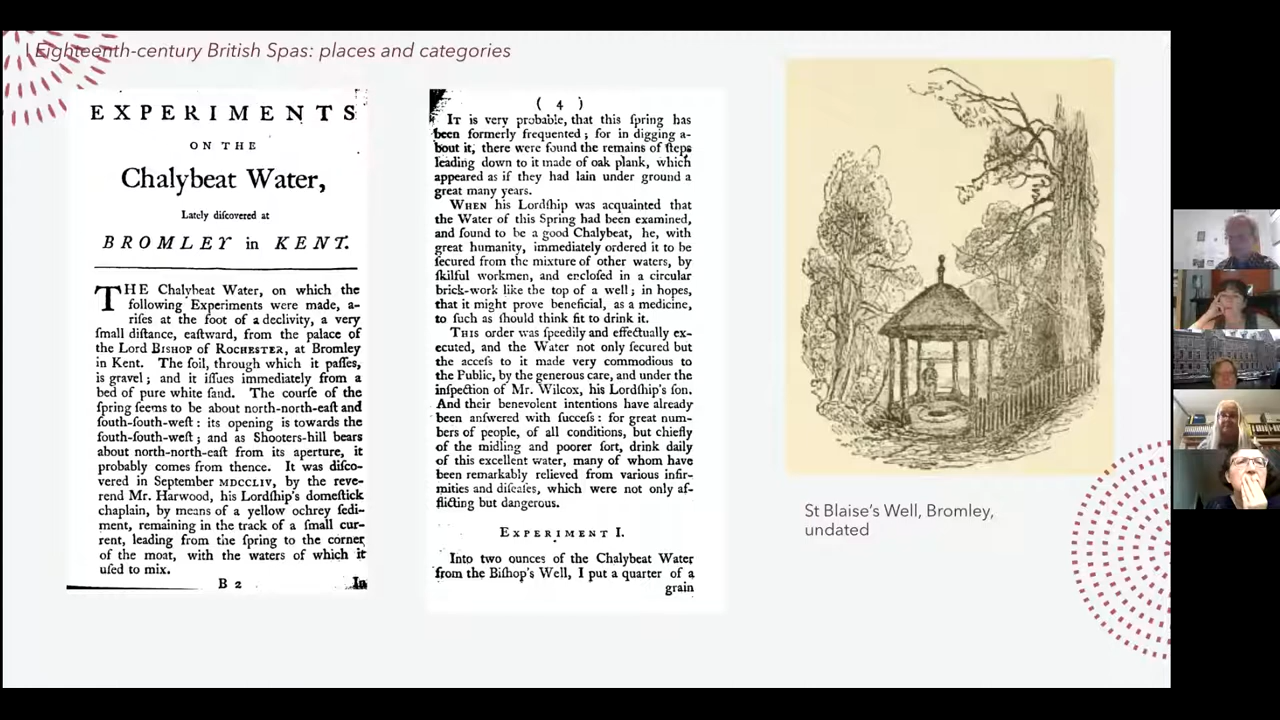 Eighteenth-century British Spas: places and categories
EXPERIMENTS
ON THE
Chalybeat Water,
Lately diſcovered at
BROMLEY in KENT.
THE Chalybeat Water, on which the
following Experiments were made, a-
riſes at the foot of a declivity, a very
ſmall diſtance, eaſtward, from the palace of
the Lord BISHOP of ROCHESTER, at Bromley
in Kent. The ſoil, through which it paſſes,
is gravel; and it iſſues immediately from a
bed of pure white ſand. The courſe of the
ſpring ſeems to be about north-north-eaſt and
ſouth-ſouth-weſt: its opening is towards the
ſouth-ſouth-weſt; and as Shooters-hill bears
about north-north-eaſt from its aperture, it
probably comes from thence. It was diſco-
vered in September MDCCLIV, by the reve-
rend Mr. Harwood, his Lordſhip's domeſtick
chaplain, by means of a yellow ochrey ſedi-
ment, remaining in the track of a ſmall cur-
rent, leading from the ſpring to the corner
of the moat, with the waters of which it
uſed to mix.
B 2
In
( 4 )
IT is very probable, that this ſpring has
been formerly frequented; for in digging a-
bout it, there were found the remains of ſteps
leading down to it made of oak plank, which
appeared as if they had lain under ground a
great many years.
WHEN his Lordſhip was acquainted that
the Water of this Spring had been examined,
and found to be a good Chalybeat, he, with
great humanity, immediately ordered it to be
ſecured from the mixture of other waters, by
ſkilful workmen, and encloſed in a circular
brick-work like the top of a well; in hopes,
that it might prove beneficial, as a medicine,
to ſuch as ſhould think fit to drink it.
THIS order was ſpeedily and effectually ex-
ecuted, and the Water not only ſecured but
the acceſs to it made very commodious to
the Public, by the generous care, and under the
inſpection of Mr. Wilcox, his Lordſhip's ſon.
And their benevolent intentions have already
been anſwered with ſucceſs: for great num-
bers of people, of all conditions, but chiefly
of the midling and poorer ſort, drink daily
of this excellent water, many of whom have
been remarkably relieved from various infir-
mities and diſeaſes, which were not only af-
flicting but dangerous.
EXPERIMENT I.
Into two ounces of the Chalybeat Water
from the Biſhop's Well, I put a quarter of a
grain
St Blaise's Well, Bromley,
undated